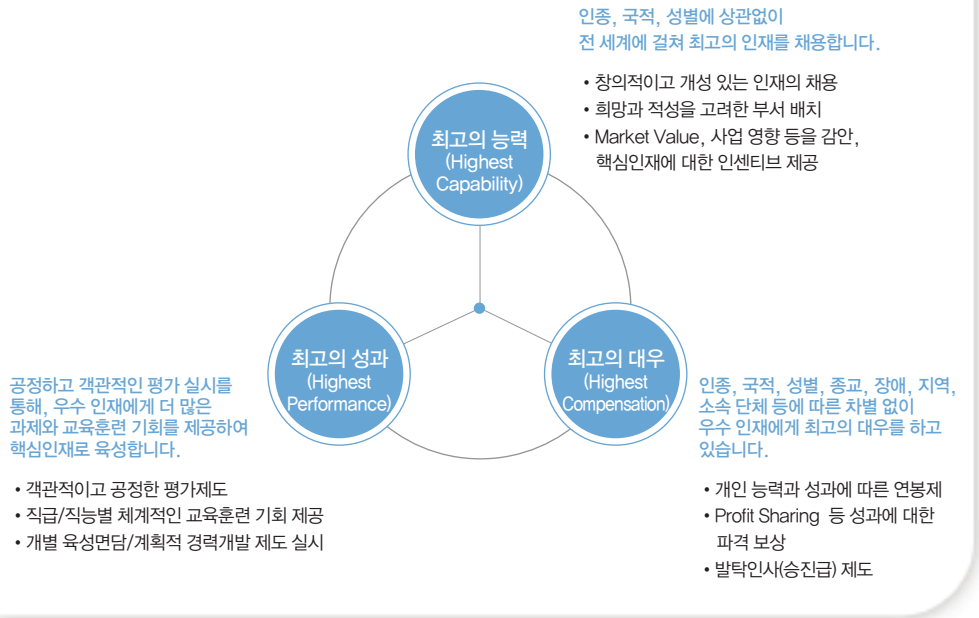 인종, 국적, 성별에 상관없이
전 세계에 걸쳐 최고의 인재를 채용합니다.
• 창의적이고 개성 있는 인재의 채용
• 희망과 적성을 고려한 부서 배치
• Market Value, 사업 영향 등을 감안,
핵심인재에 대한 인센티브 제공
최고의 능력
(Highest
Capability)
최고의 성과
(Highest
Performance)
최고의 대우
(Highest
Compensation)
공정하고 객관적인 평가 실시를
통해, 우수 인재에게 더 많은
과제와 교육훈련 기회를 제공하여
핵심인재로 육성합니다.
• 객관적이고 공정한 평가제도
• 직급/직능별 체계적인 교육훈련 기회 제공
• 개별 육성면담/계획적 경력개발 제도 실시
인종, 국적, 성별, 종교, 장애, 지역,
소속 단체 등에 따른 차별 없이
우수 인재에게 최고의 대우를 하고
있습니다.
• 개인 능력과 성과에 따른 연봉제
• Profit Sharing 등 성과에 대한
파격 보상
• 발탁인사(승진급) 제도